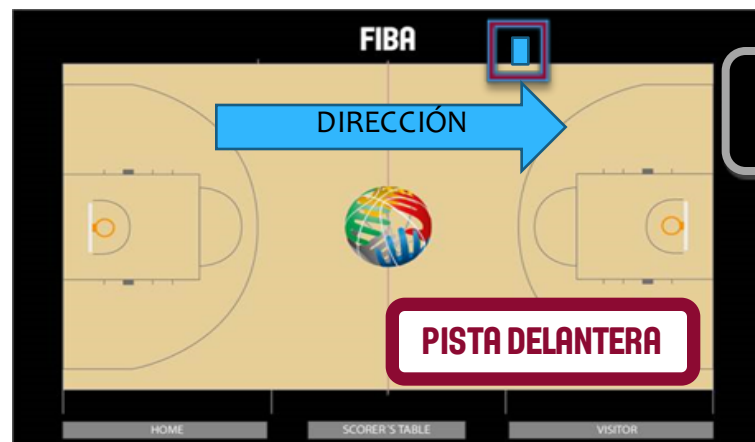 FIBA
DIRECCIÓN
PISTA DELANTERA
HOME
SCORER'S TABLE
VISITOR